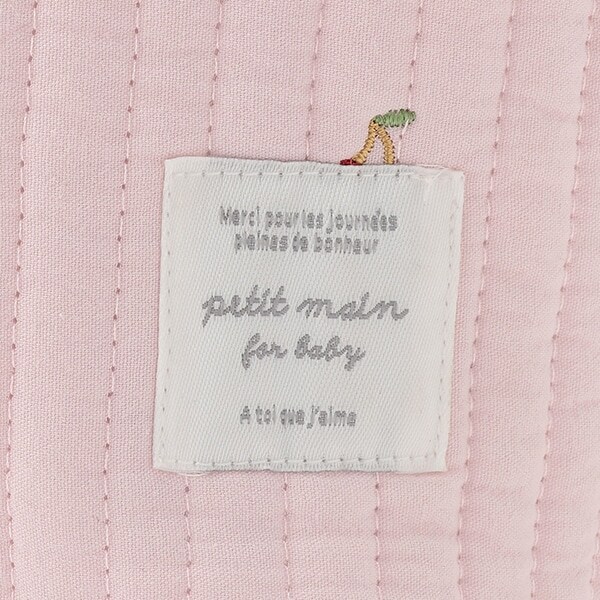 Merci pour les journées
pleines de bonheur
petit main
for baby
A toi que j'aime